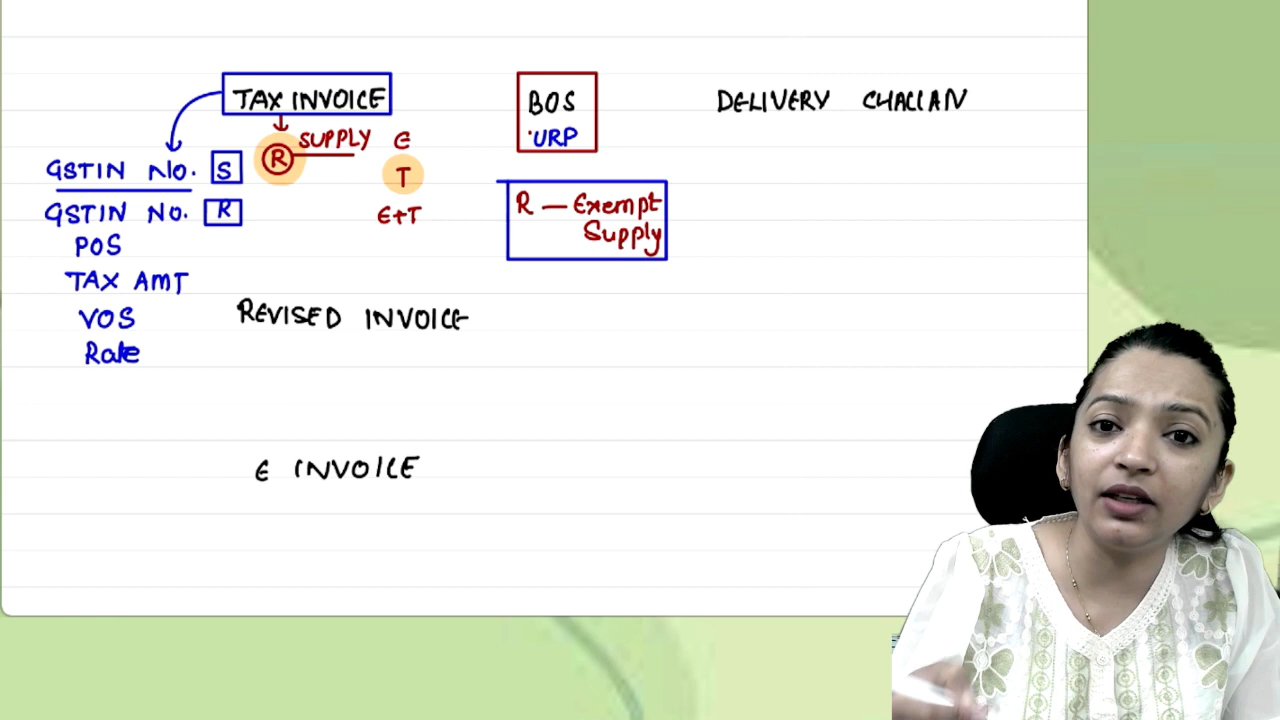 TAX INVOICE
BOS
DELIVERY CHALLAN
·URP
R SUPPLY
E
T
E+T
GSTIN NO. S
GSTIN NO. R
POS
TAX AMT
VOS
Rate
R — Exempt
Supply
REVISED INVOICE
E INVOICE